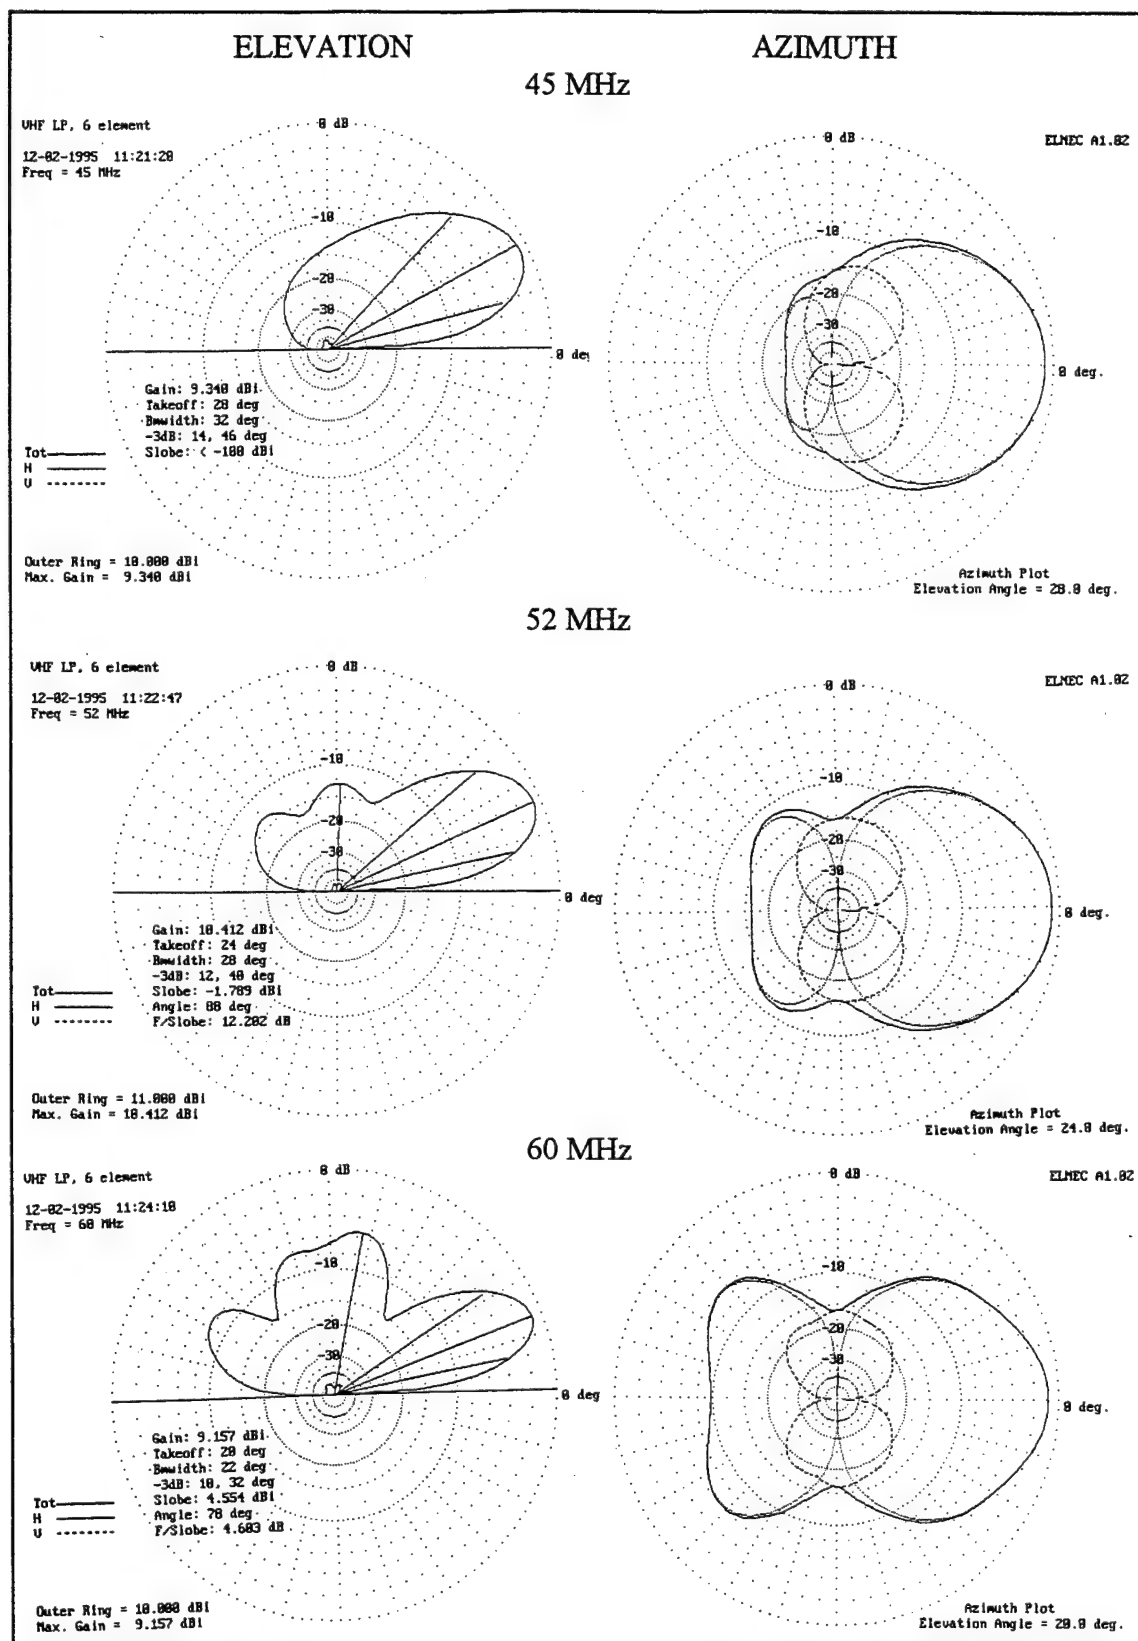 ELEVATION
AZIMUTH
45 MHz
VHF LP, 6 element
12-02-1995 11:21:20
Freq = 45 MHz
0 dB
-10
-20
-30
0 deg
Gain: 9.340 dBi
Takeoff: 28 deg
Bmwidth: 32 deg
-3dB: 14, 46 deg
Slobe: < -100 dBi
Tot
H
V
Outer Ring = 10.000 dBi
Max. Gain = 9.340 dBi
ELNEC A1.02
0 dB
-10
-20
-30
0 deg.
Azimuth Plot
Elevation Angle = 28.0 deg.
52 MHz
VHF LP, 6 element
12-02-1995 11:22:47
Freq = 52 MHz
0 dB
-10
-20
-30
0 deg
Gain: 10.412 dBi
Takeoff: 24 deg
Bmwidth: 28 deg
-3dB: 12, 40 deg
Slobe: -1.789 dBi
Angle: 88 deg
F/Slobe: 12.202 dB
Tot
H
V
Outer Ring = 11.000 dBi
Max. Gain = 10.412 dBi
ELNEC A1.02
0 dB
-10
-20
-30
0 deg.
Azimuth Plot
Elevation Angle = 24.0 deg.
60 MHz
VHF LP, 6 element
12-02-1995 11:24:10
Freq = 60 MHz
0 dB
-10
-20
-30
0 deg
Gain: 9.157 dBi
Takeoff: 20 deg
Bmwidth: 22 deg
-3dB: 10, 32 deg
Slobe: 4.554 dBi
Angle: 78 deg
F/Slobe: 4.603 dB
Tot
H
V
Outer Ring = 10.000 dBi
Max. Gain = 9.157 dBi
ELNEC A1.02
0 dB
-10
-20
-30
0 deg.
Azimuth Plot
Elevation Angle = 20.0 deg.